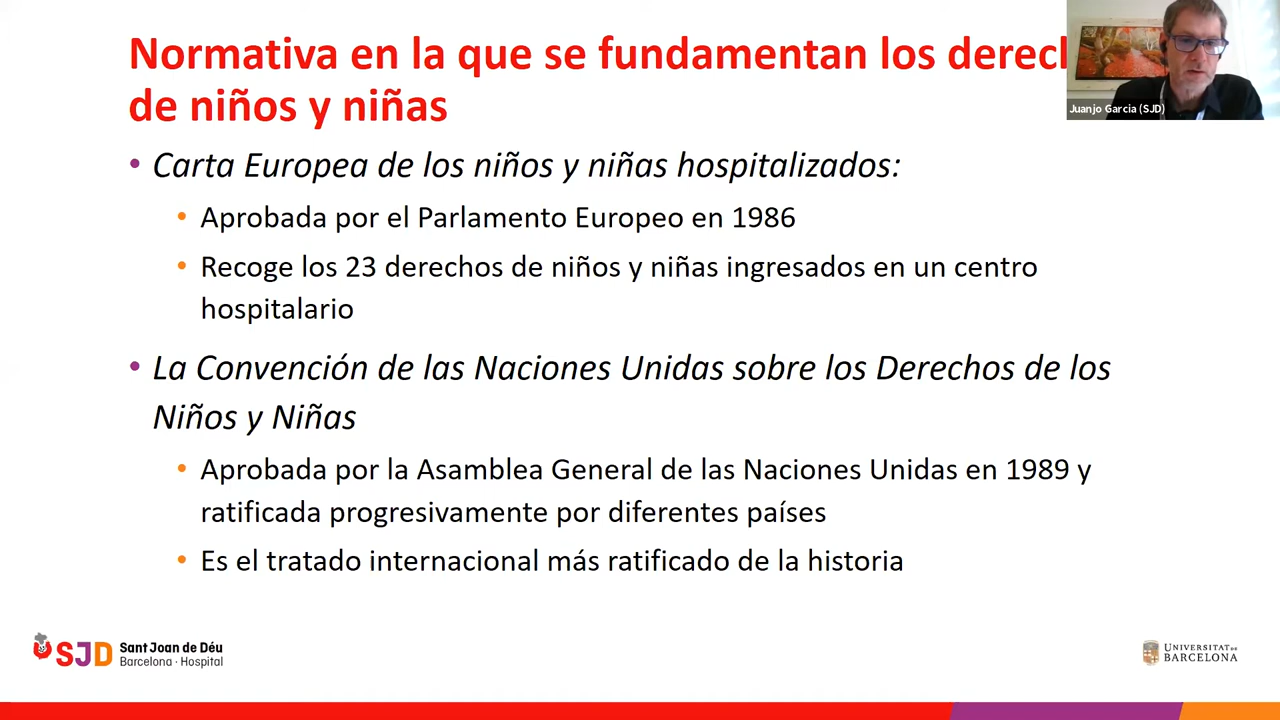 Normativa en la que se fundamentan los derech
de niños y niñas
Juanjo Garcia (SJD)
• Carta Europea de los niños y niñas hospitalizados:
• Aprobada por el Parlamento Europeo en 1986
• Recoge los 23 derechos de niños y niñas ingresados en un centro
hospitalario
• La Convención de las Naciones Unidas sobre los Derechos de los
Niños y Niñas
• Aprobada por la Asamblea General de las Naciones Unidas en 1989 y
ratificada progresivamente por diferentes países
• Es el tratado internacional más ratificado de la historia
SJD
Sant Joan de Déu
Barcelona · Hospital
UNIVERSITAT DE
BARCELONA